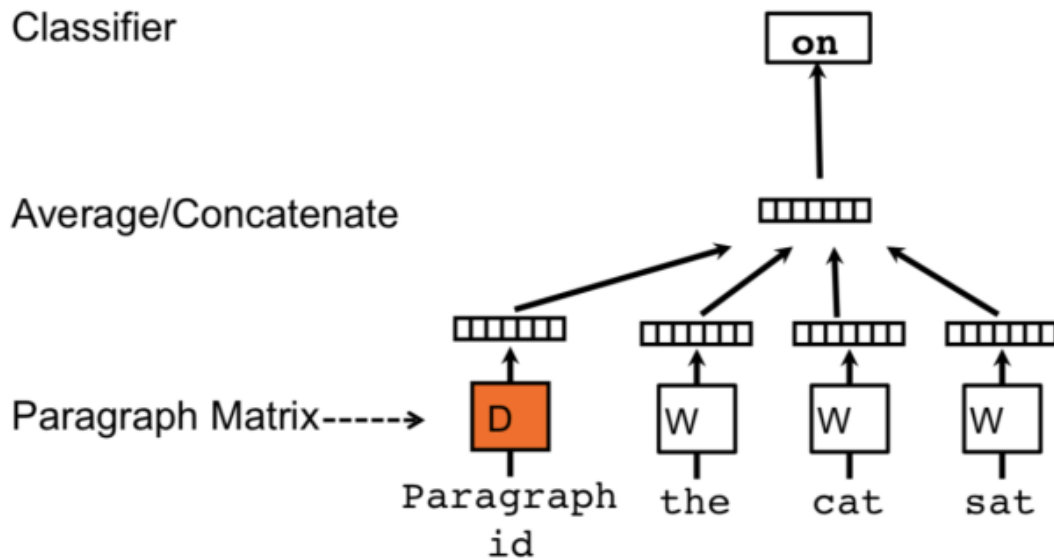 Classifier
on
Average/Concatenate
Paragraph Matrix
D
W
W
W
Paragraph
id
the
cat
sat